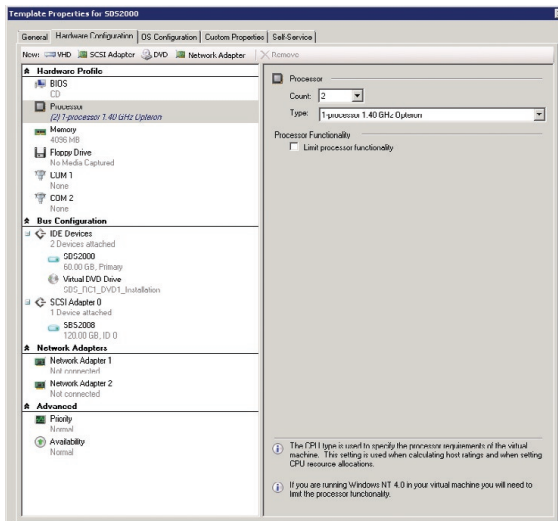 Template Properties for SDS2000
General Hardware Configuration OS Configuration Custom Properties Self-Service
New: VHD SCSI Adapter DVD Network Adapter Remove
Hardware Profile
BIOS
CD
Processor
(2) 1-processor 1.40 GHz Opteron
Memory
4096 MB
Floppy Drive
No Media Captured
COM 1
None
COM 2
None
Bus Configuration
IDE Devices
2 Devices attached
SBS2000
60.00 GB, Primary
Virtual DVD Drive
SBS_RC1_DVD1_Installation
SCSI Adapter 0
1 Device attached
SBS2008
120.00 GB, ID 0
Network Adapters
Network Adapter 1
Not connected
Network Adapter 2
Not connected
Advanced
Priority
Normal
Availability
Normal
Processor
Count: 2
Type: 1-processor 1.40 GHz Opteron
Processor Functionality
Limit processor functionality
The CPU type is used to specify the processor requirements of the virtual
machine. This setting is used when calculating host ratings and when setting
CPU resource allocations.
If you are running Windows NT 4.0 in your virtual machine you will need to
limit the processor functionality.